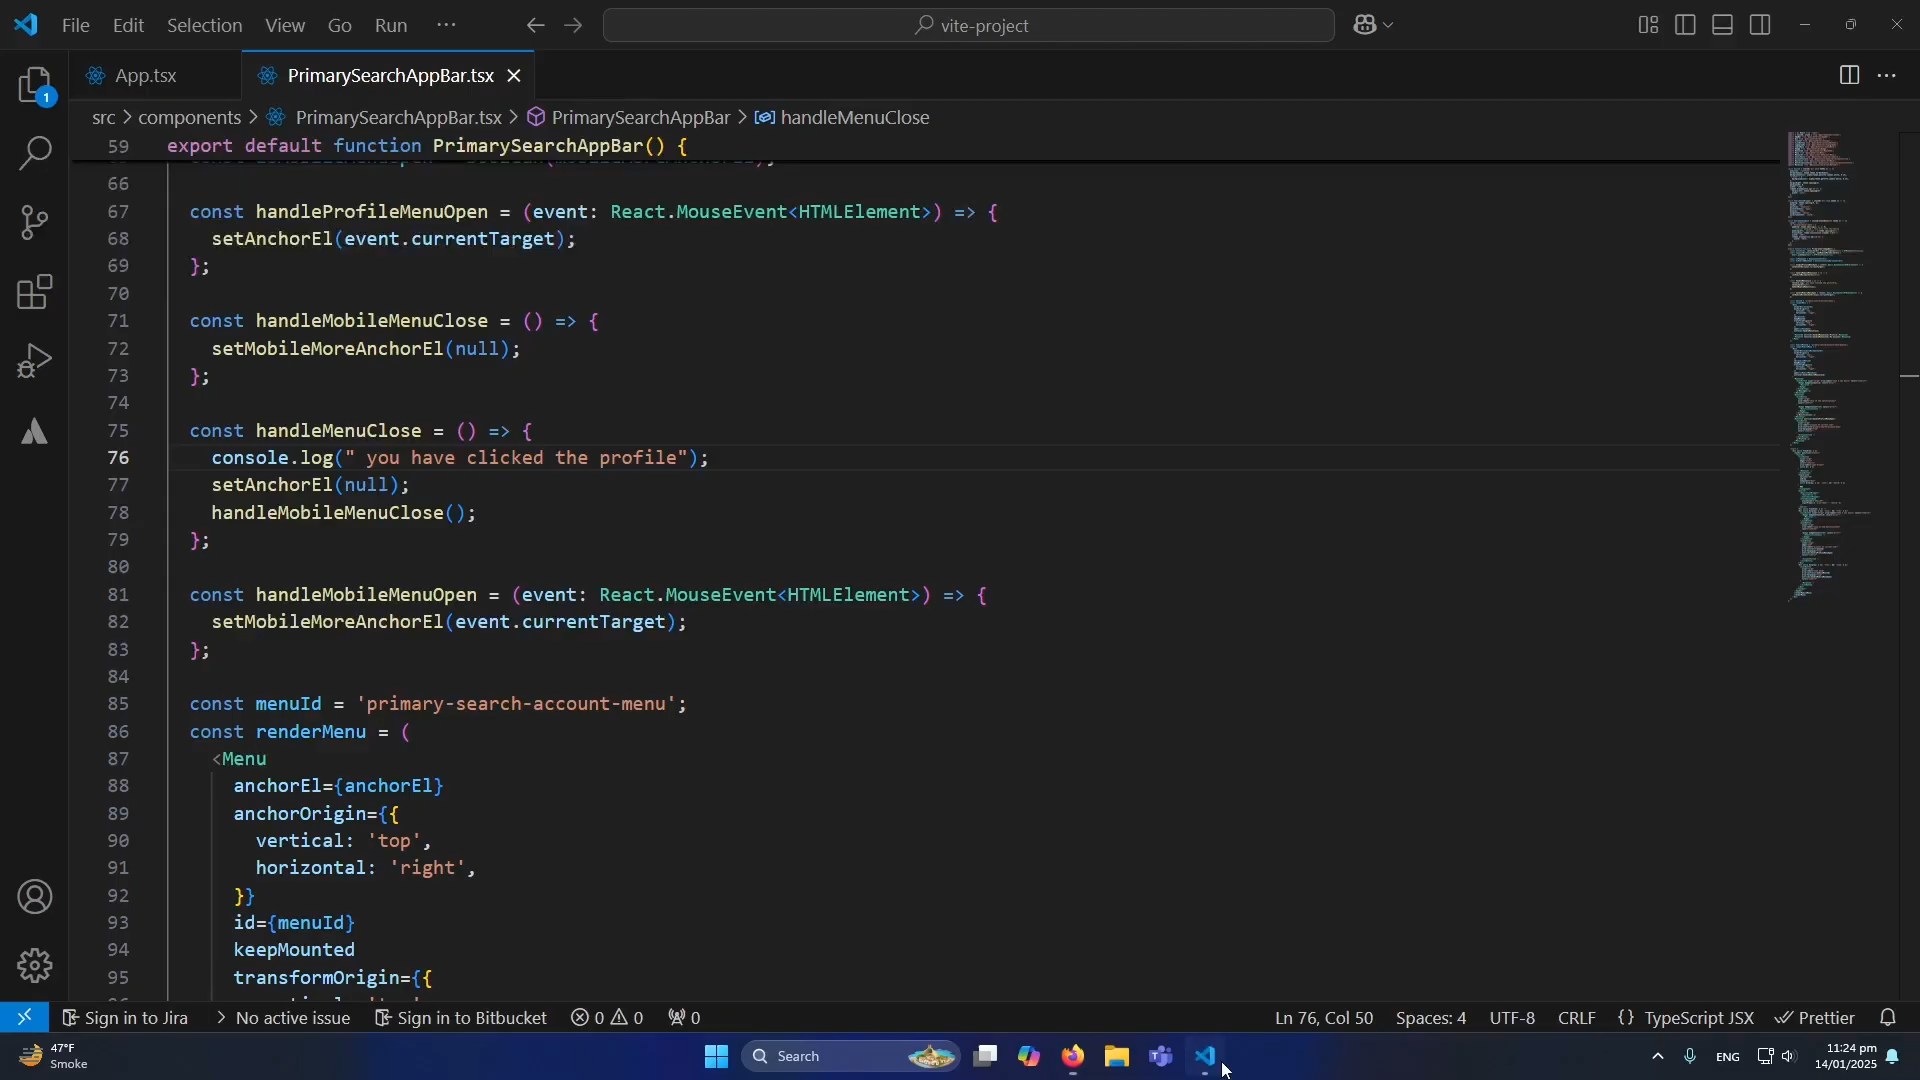 File Edit Selection View Go Run ···
vite-project
App.tsx
PrimarySearchAppBar.tsx
src > components > PrimarySearchAppBar.tsx > PrimarySearchAppBar > handleMenuClose
59 export default function PrimarySearchAppBar() {
66
67 const handleProfileMenuOpen = (event: React.MouseEvent<HTMLElement>) => {
68 setAnchorEl(event.currentTarget);
69 };
70
71 const handleMobileMenuClose = () => {
72 setMobileMoreAnchorEl(null);
73 };
74
75 const handleMenuClose = () => {
76 console.log(" you have clicked the profile");
77 setAnchorEl(null);
78 handleMobileMenuClose();
79 };
80
81 const handleMobileMenuOpen = (event: React.MouseEvent<HTMLElement>) => {
82 setMobileMoreAnchorEl(event.currentTarget);
83 };
84
85 const menuId = 'primary-search-account-menu';
86 const renderMenu = (
87 <Menu
88 anchorEl={anchorEl}
89 anchorOrigin={{
90 vertical: 'top',
91 horizontal: 'right',
92 }}
93 id={menuId}
94 keepMounted
95 transformOrigin={{
1
Sign in to Jira > No active issue Sign in to Bitbucket 0 0 0
Ln 76, Col 50 Spaces: 4 UTF-8 CRLF {} TypeScript JSX Prettier
47°F
Smoke
Search
ENG
11:24 pm
14/01/2025